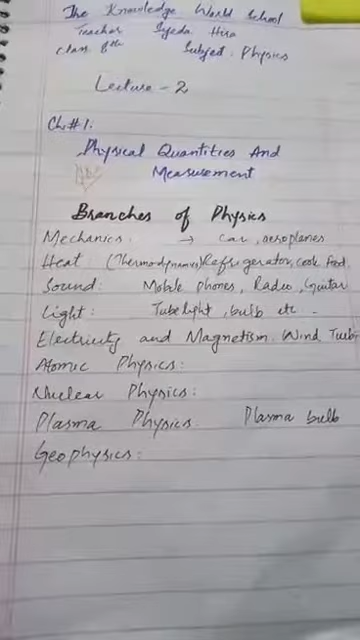 The Knowledge World School
Teacher Syeda Hira
Class 8th Subject. Physics
Lecture - 2
Ch#1.
Physical Quantities And
Measurement
Branches of Physics
Mechanics: → car, aeroplanes
Heat: (Thermodynamics) Refrigerator, cook food.
Sound: Mobile phones, Radio, Guitar
Light: Tubelight, bulb etc.
Electricity and Magnetism. Wind Turb
Atomic Physics:
Nuclear Physics:
Plasma Physics. Plasma bulb
Geophysics: